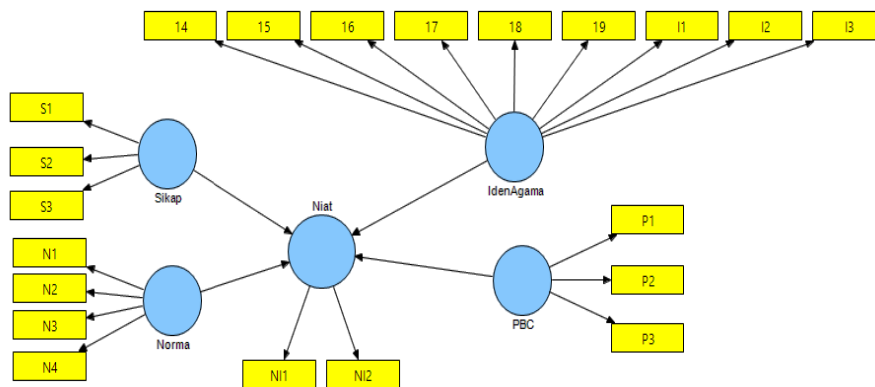 14
15
16
17
18
19
I1
I2
I3
S1
S2
S3
Sikap
IdenAgama
Niat
N1
N2
N3
N4
Norma
PBC
P1
P2
P3
NI1
NI2